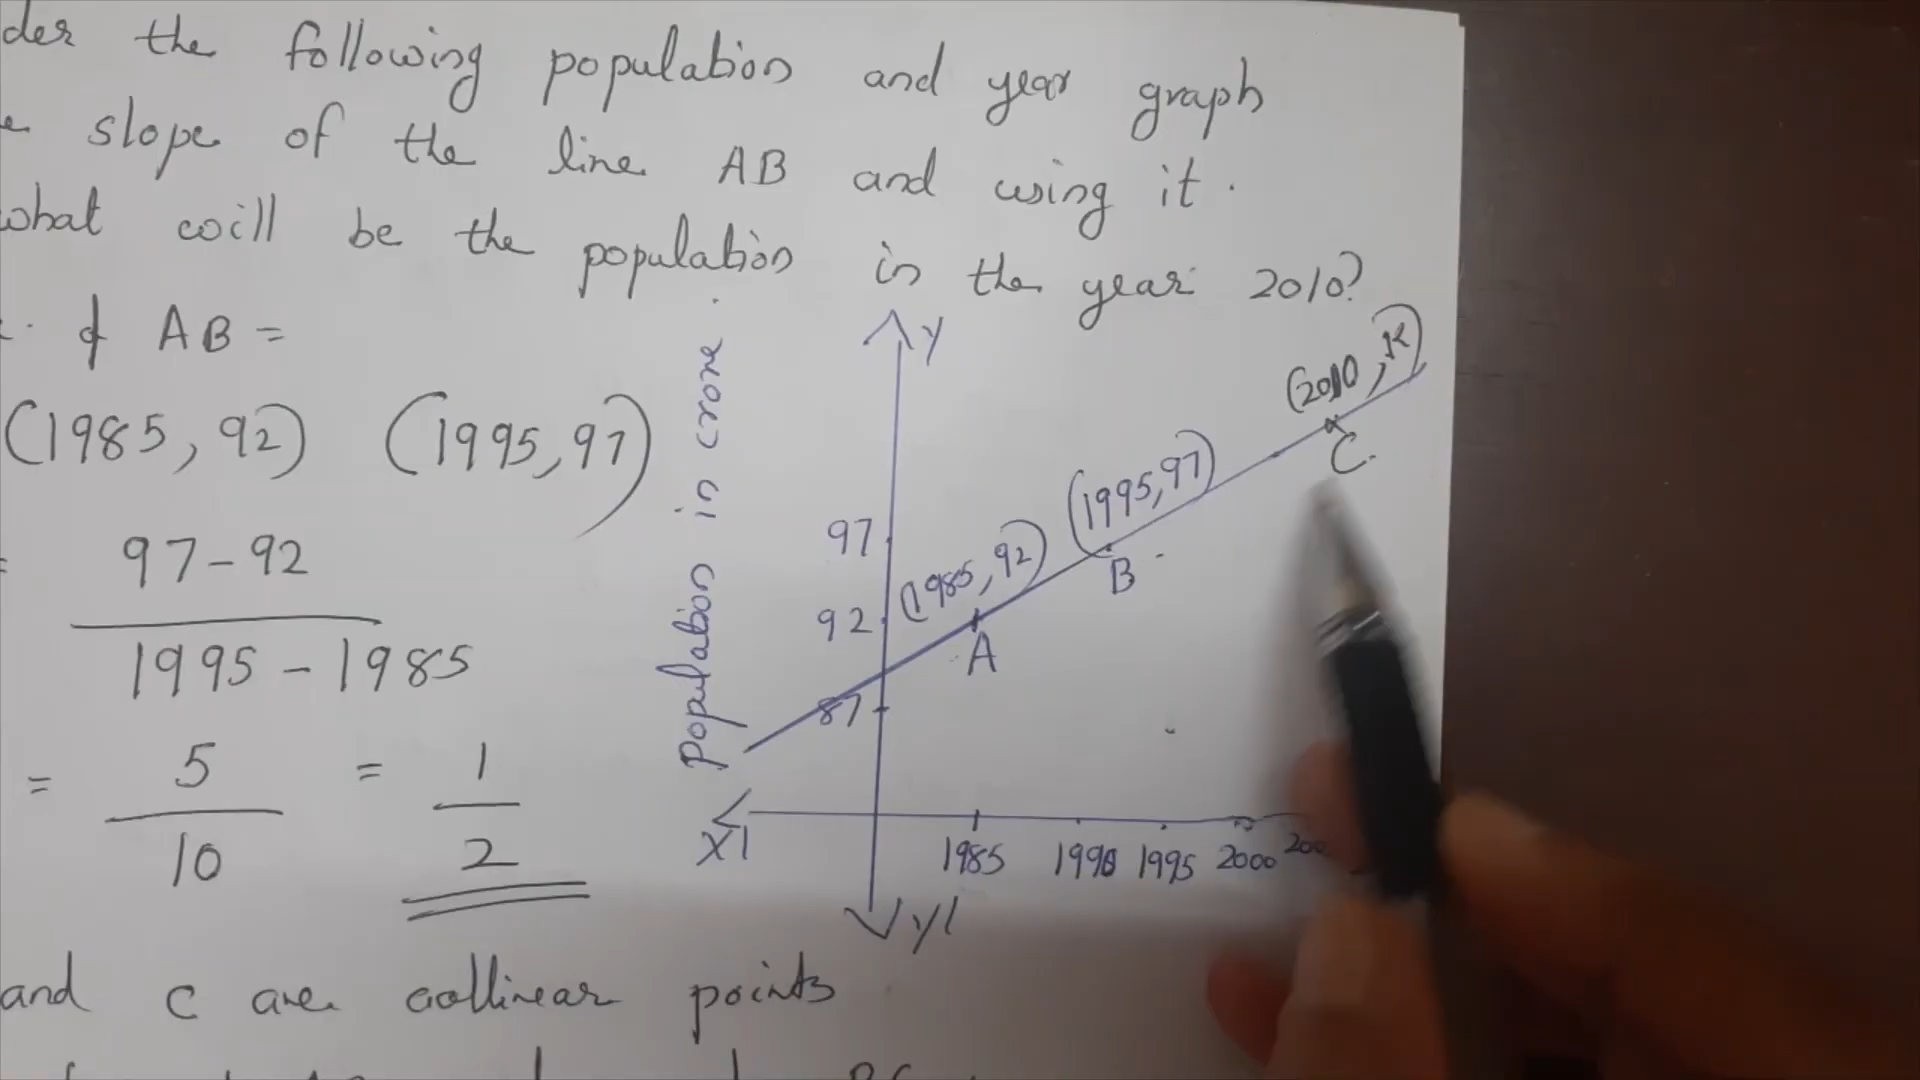 der the following population and year graph
e slope of the line AB and using it.
what will be the population in the year 2010?
of AB =
(1985, 92) (1995, 97)
= 97 - 92
1995 - 1985
= 5 = 1
10 2
Population in crore.
Y
97
92
87
(1985, 92)
A
(1995, 97)
B
(2010, K)
C.
X1
1985 1990 1995 2000 200
Y1
and C are collinear points